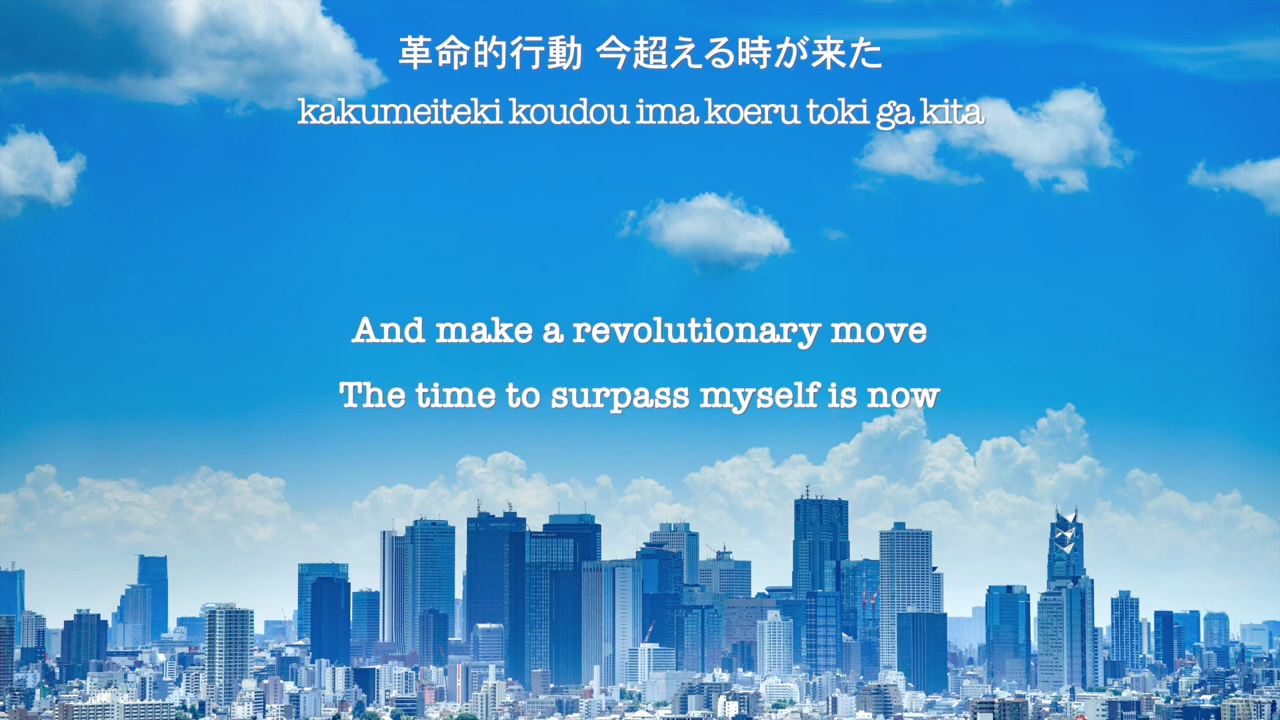 革命的行動 今超える時が来た
kakumeiteki koudou ima koeru toki ga kita
And make a revolutionary move
The time to surpass myself is now